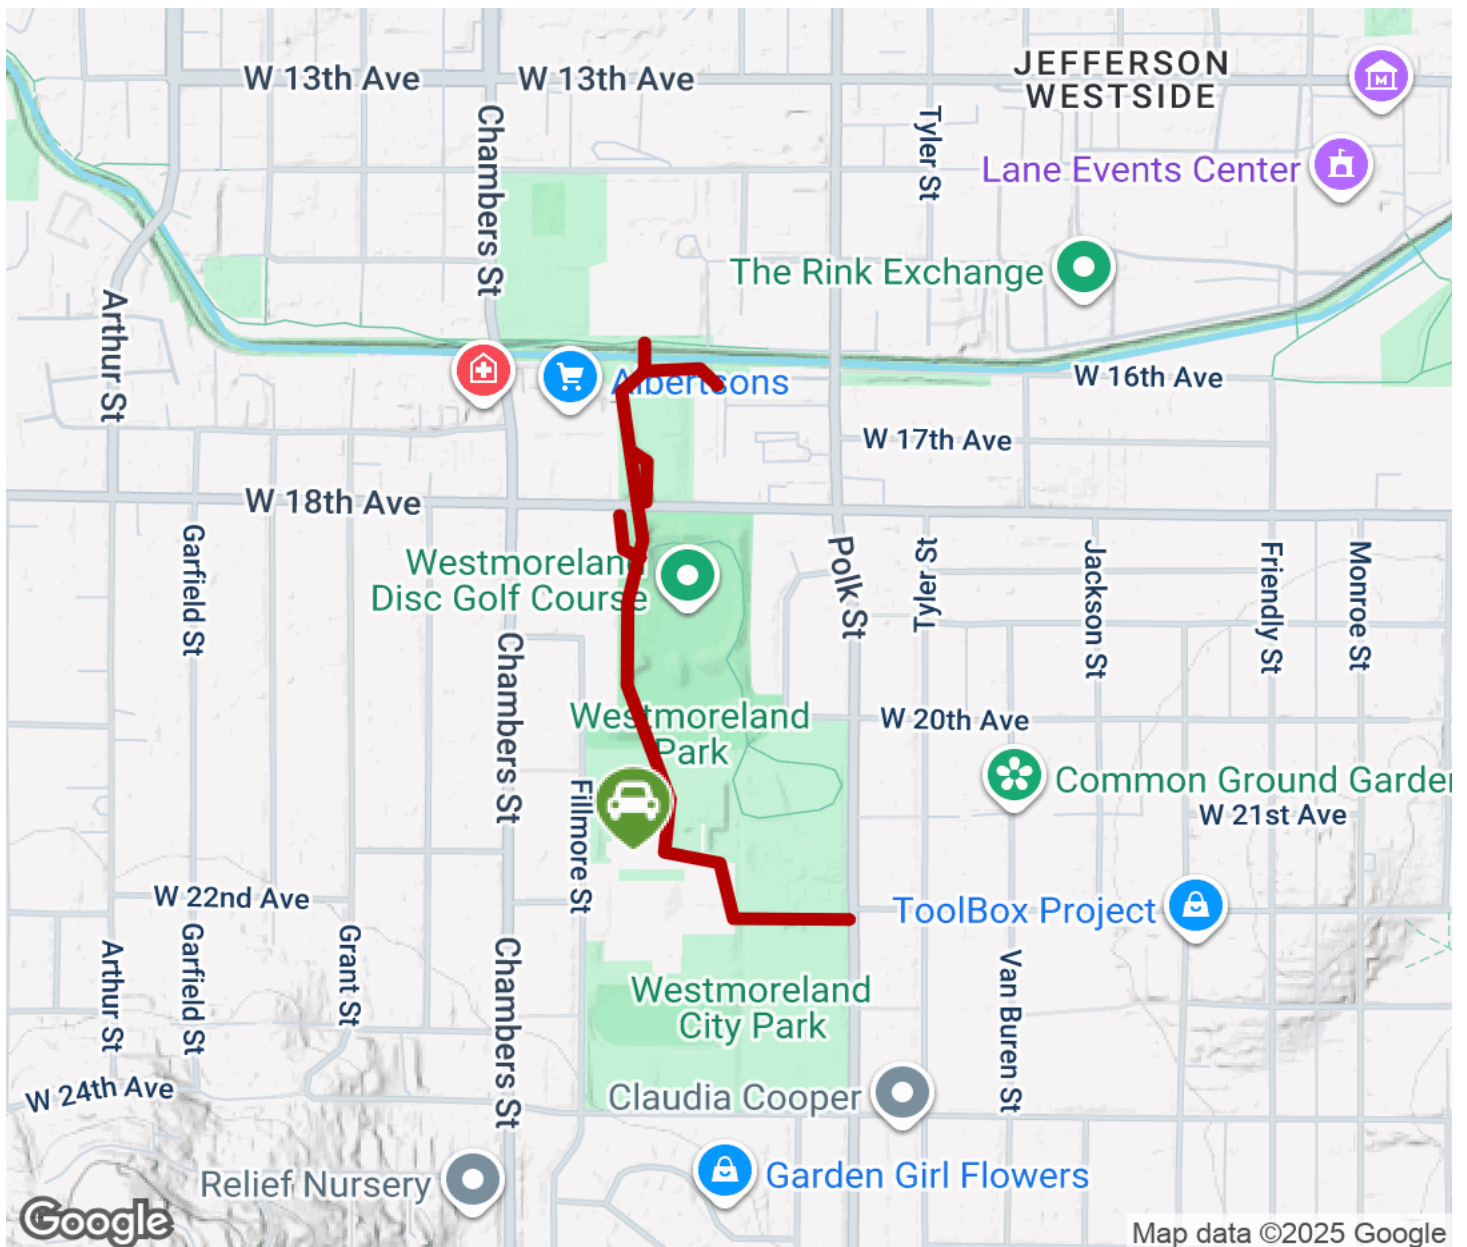 W 13th Ave
W 13th Ave
JEFFERSON
WESTSIDE
Chambers St
Tyler St
Lane Events Center
The Rink Exchange
Arthur St
Albertsons
W 16th Ave
W 17th Ave
W 18th Ave
Garfield St
Westmoreland
Disc Golf Course
Polk St
Tyler St
Jackson St
Friendly St
Monroe St
Chambers St
Westmoreland
Park
W 20th Ave
Fillmore St
Common Ground Garden
W 21st Ave
W 22nd Ave
ToolBox Project
Arthur St
Garfield St
Grant St
Chambers St
Westmoreland
City Park
Van Buren St
W 24th Ave
Claudia Cooper
Relief Nursery
Garden Girl Flowers
Google
Map data ©2025 Google